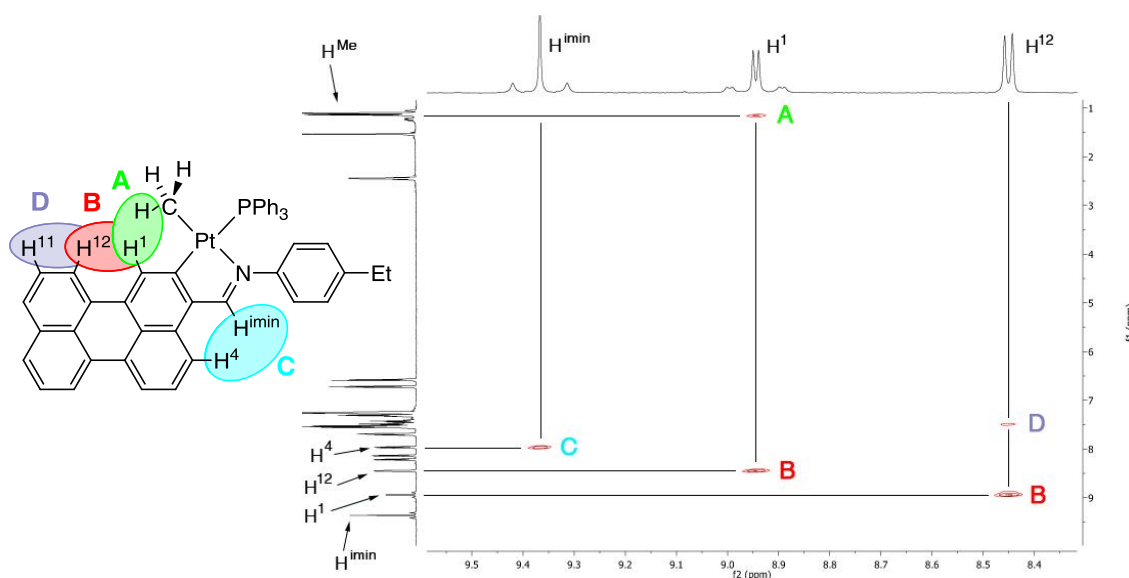 H^Me
H^imin
H^1
H^12
A
H H
A
B
D
H C
PPh₃
Pt
H^11 H^12 H^1
N
Et
H^imin
H^4
C
D
C
B
B
H^4
H^12
H^1
H^imin
1
2
3
4
5
6
7
8
9
f1 (ppm)
9.5 9.4 9.3 9.2 9.1 9.0 8.9 8.8 8.7 8.6 8.5 8.4
f2 (ppm)